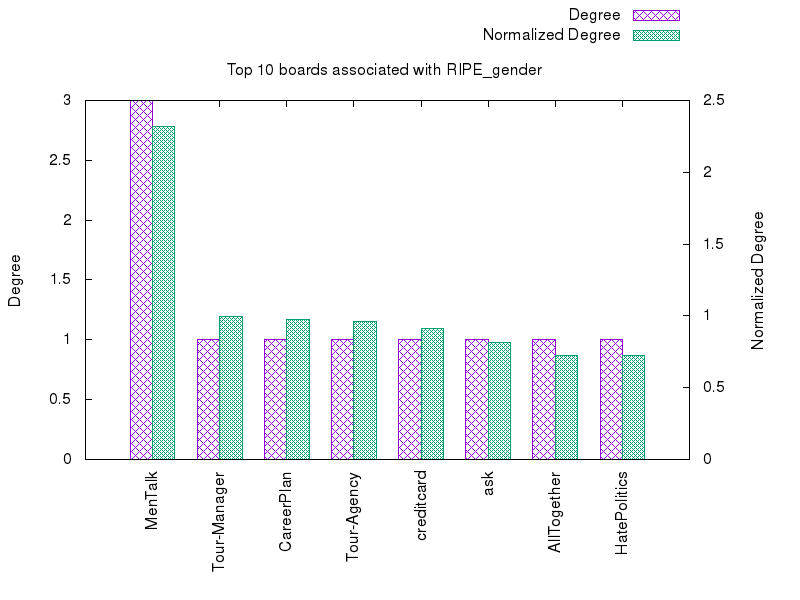 Degree
Normalized Degree
Top 10 boards associated with RIPE_gender
3
2.5
2
1.5
1
0.5
0
2.5
2
1.5
1
0.5
0
Degree
Normalized Degree
MenTalk
Tour-Manager
CareerPlan
Tour-Agency
creditcard
ask
AllTogether
HatePolitics